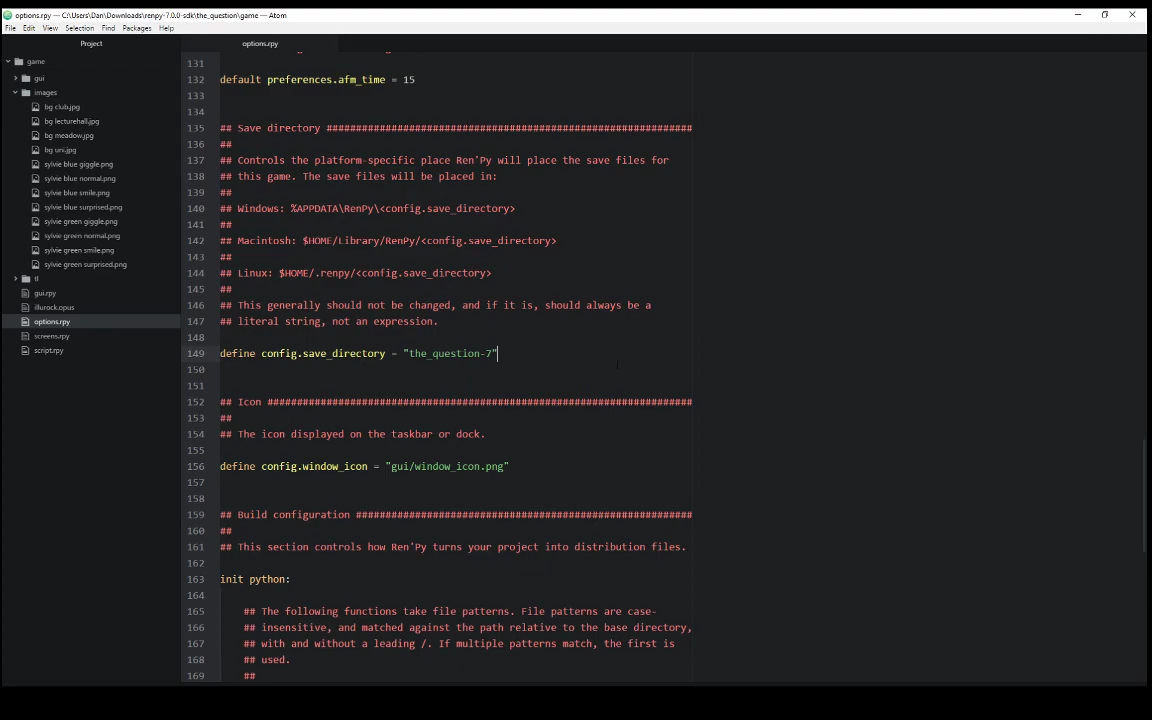 options.rpy — C:\Users\Dan\Downloads\renpy-7.0.0-sdk\the_question\game — Atom
File Edit View Selection Find Packages Help
Project
options.rpy
game
gui
images
bg club.jpg
bg lecturehall.jpg
bg meadow.jpg
bg uni.jpg
sylvie blue giggle.png
sylvie blue normal.png
sylvie blue smile.png
sylvie blue surprised.png
sylvie green giggle.png
sylvie green normal.png
sylvie green smile.png
sylvie green surprised.png
tl
gui.rpy
illurock.opus
options.rpy
screens.rpy
script.rpy
131
132 default preferences.afm_time = 15
133
134
135 ## Save directory ##############################################################
136 ##
137 ## Controls the platform-specific place Ren'Py will place the save files for
138 ## this game. The save files will be placed in:
139 ##
140 ## Windows: %APPDATA\RenPy\<config.save_directory>
141 ##
142 ## Macintosh: $HOME/Library/RenPy/<config.save_directory>
143 ##
144 ## Linux: $HOME/.renpy/<config.save_directory>
145 ##
146 ## This generally should not be changed, and if it is, should always be a
147 ## literal string, not an expression.
148
149 define config.save_directory = "the_question-7"
150
151
152 ## Icon ########################################################################
153 ##
154 ## The icon displayed on the taskbar or dock.
155
156 define config.window_icon = "gui/window_icon.png"
157
158
159 ## Build configuration #########################################################
160 ##
161 ## This section controls how Ren'Py turns your project into distribution files.
162
163 init python:
164
165 ## The following functions take file patterns. File patterns are case-
166 ## insensitive, and matched against the path relative to the base directory,
167 ## with and without a leading /. If multiple patterns match, the first is
168 ## used.
169 ##